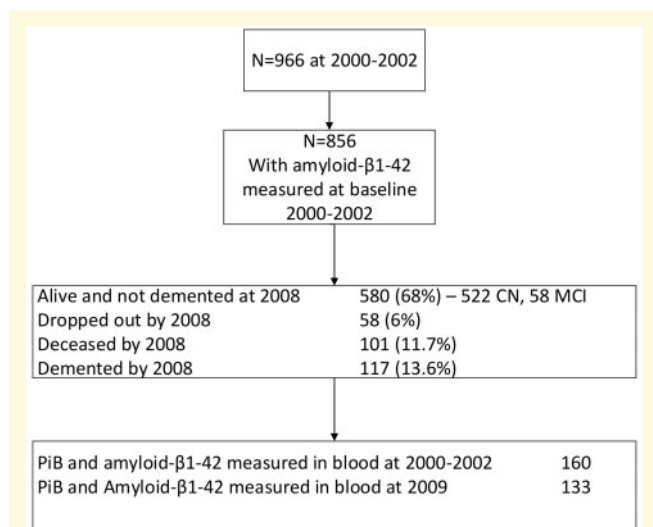 N=966 at 2000-2002
N=856
With amyloid-β1-42
measured at baseline
2000-2002
Alive and not demented at 2008 580 (68%) – 522 CN, 58 MCI
Dropped out by 2008 58 (6%)
Deceased by 2008 101 (11.7%)
Demented by 2008 117 (13.6%)
PiB and amyloid-β1-42 measured in blood at 2000-2002 160
PiB and Amyloid-β1-42 measured in blood at 2009 133